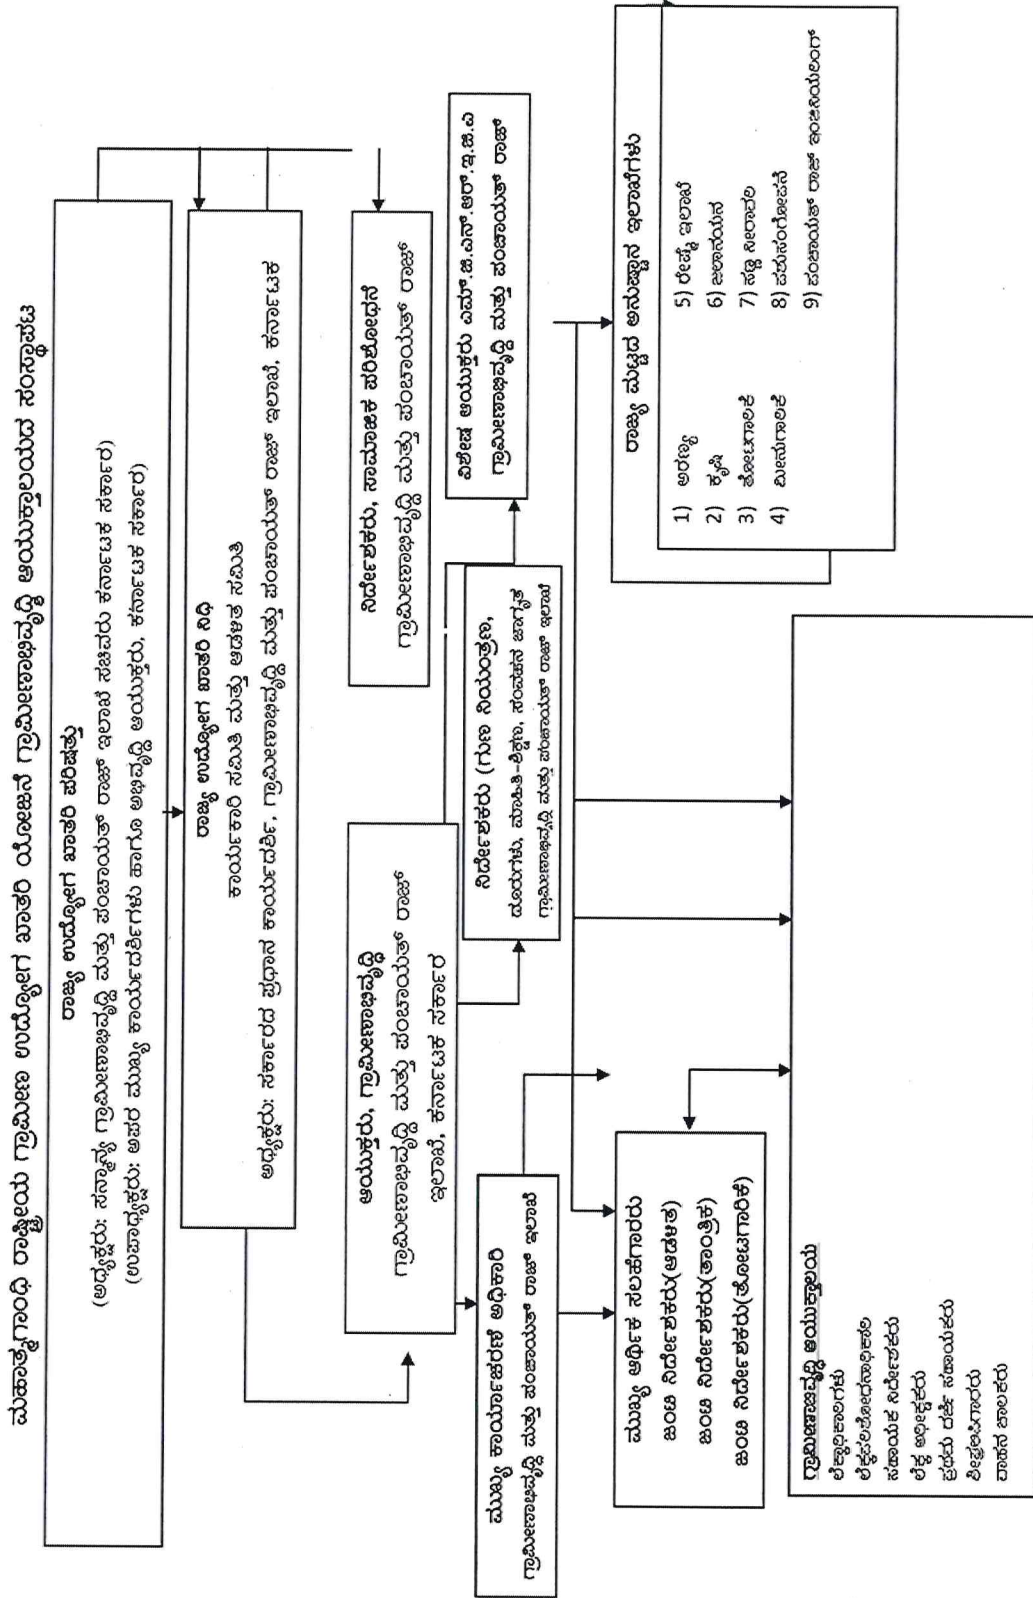 ಮಹಾತ್ಮಗಾಂಧಿ ರಾಷ್ಟ್ರೀಯ ಗ್ರಾಮೀಣ ಉದ್ಯೋಗ ಖಾತರಿ ಯೋಜನೆ ಗ್ರಾಮೀಣಾಭಿವೃದ್ಧಿ ಆಯುಕ್ತಾಲಯದ ಸಂಸ್ಥಾಪಟ
ರಾಜ್ಯ ಉದ್ಯೋಗ ಖಾತರಿ ಪರಿಷತ್ತು
(ಅಧ್ಯಕ್ಷರು: ಸನ್ಮಾನ್ಯ ಗ್ರಾಮೀಣಾಭಿವೃದ್ಧಿ ಮತ್ತು ಪಂಚಾಯತ್ ರಾಜ್ ಇಲಾಖೆ ಸಚಿವರು ಕರ್ನಾಟಕ ಸರ್ಕಾರ)
(ಉಪಾಧ್ಯಕ್ಷರು: ಅಪರ ಮುಖ್ಯ ಕಾರ್ಯದರ್ಶಿಗಳು ಹಾಗೂ ಅಭಿವೃದ್ಧಿ ಆಯುಕ್ತರು, ಕರ್ನಾಟಕ ಸರ್ಕಾರ)
ರಾಜ್ಯ ಉದ್ಯೋಗ ಖಾತರಿ ನಿಧಿ
ಕಾರ್ಯಕಾರಿ ಸಮಿತಿ ಮತ್ತು ಆಡಳಿತ ಸಮಿತಿ
ಅಧ್ಯಕ್ಷರು: ಸರ್ಕಾರದ ಪ್ರಧಾನ ಕಾರ್ಯದರ್ಶಿ, ಗ್ರಾಮೀಣಾಭಿವೃದ್ಧಿ ಮತ್ತು ಪಂಚಾಯತ್ ರಾಜ್ ಇಲಾಖೆ, ಕರ್ನಾಟಕ
ಆಯುಕ್ತರು, ಗ್ರಾಮೀಣಾಭಿವೃದ್ಧಿ
ಗ್ರಾಮೀಣಾಭಿವೃದ್ಧಿ ಮತ್ತು ಪಂಚಾಯತ್ ರಾಜ್
ಇಲಾಖೆ, ಕರ್ನಾಟಕ ಸರ್ಕಾರ
ನಿರ್ದೇಶಕರು, ಸಾಮಾಜಿಕ ಪರಿಶೋಧನೆ
ಗ್ರಾಮೀಣಾಭಿವೃದ್ಧಿ ಮತ್ತು ಪಂಚಾಯತ್ ರಾಜ್
ಮುಖ್ಯ ಕಾರ್ಯಾಚರಣೆ ಅಧಿಕಾರಿ
ಗ್ರಾಮೀಣಾಭಿವೃದ್ಧಿ ಮತ್ತು ಪಂಚಾಯತ್ ರಾಜ್ ಇಲಾಖೆ
ನಿರ್ದೇಶಕರು (ಗುಣ ನಿಯಂತ್ರಣ,
ದೂರುಗಳು, ಮಾಹಿತಿ-ಶಿಕ್ಷಣ, ಸಂವಹನ ಜಾಗೃತ
ಗ್ರಾಮೀಣಾಭಿವೃದ್ಧಿ ಮತ್ತು ಪಂಚಾಯತ್ ರಾಜ್ ಇಲಾಖೆ
ವಿಶೇಷ ಆಯುಕ್ತರು ಎಮ್.ಜಿ.ಎನ್.ಆರ್.ಇ.ಜಿ.ಎ
ಗ್ರಾಮೀಣಾಭಿವೃದ್ಧಿ ಮತ್ತು ಪಂಚಾಯತ್ ರಾಜ್
ಮುಖ್ಯ ಆರ್ಥಿಕ ಸಲಹೆಗಾರರು
ಜಂಟಿ ನಿರ್ದೇಶಕರು(ಆಡಳಿತ)
ಜಂಟಿ ನಿರ್ದೇಶಕರು(ತಾಂತ್ರಿಕ)
ಜಂಟಿ ನಿರ್ದೇಶಕರು(ತೋಟಗಾರಿಕೆ)
ರಾಜ್ಯ ಮಟ್ಟದ ಅನುಷ್ಠಾನ ಇಲಾಖೆಗಳು
1) ಅರಣ್ಯ 5) ರೇಷ್ಮೆ ಇಲಾಖೆ
2) ಕೃಷಿ 6) ಜಲಾನಯನ
3) ತೋಟಗಾರಿಕೆ 7) ಸಣ್ಣ ನೀರಾವರಿ
4) ಮೀನುಗಾರಿಕೆ 8) ಪಶುಸಂಗೋಪನೆ
9) ಪಂಚಾಯತ್ ರಾಜ್ ಇಂಜಿನಿಯರಿಂಗ್
ಗ್ರಾಮೀಣಾಭಿವೃದ್ಧಿ ಆಯುಕ್ತಾಲಯ
ಲೆಕ್ಕಾಧಿಕಾರಿಗಳು
ಲೆಕ್ಕಪರಿಶೋಧನಾಧಿಕಾರಿ
ಸಹಾಯಕ ನಿರ್ದೇಶಕರು
ಲೆಕ್ಕ ಅಧೀಕ್ಷಕರು
ಪ್ರಥಮ ದರ್ಜೆ ಸಹಾಯಕರು
ಶೀಘ್ರಲಿಪಿಗಾರರು
ವಾಹನ ಚಾಲಕರು